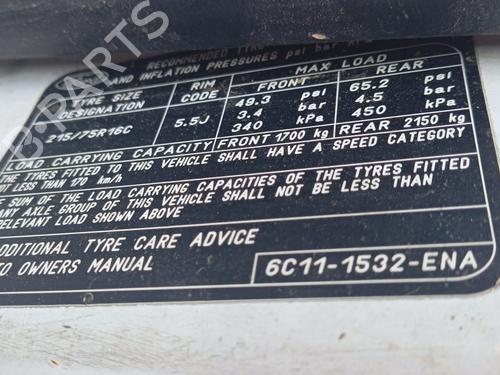 RECOMMENDED TYRE
AND INFLATION PRESSURES psi bar
MAX LOAD
TYRE SIZE DESIGNATION RIM CODE FRONT REAR
215/75R16C 5.5J 49.3 psi 65.2 psi
3.4 bar 4.5 bar
340 kPa 450 kPa
LOAD CARRYING CAPACITY FRONT 1700 kg REAR 2150 kg
TYRES FITTED TO THIS VEHICLE SHALL HAVE A SPEED CATEGORY
NOT LESS THAN 170 km/h
SUM OF THE LOAD CARRYING CAPACITIES OF THE TYRES FITTED
ANY AXLE GROUP OF THIS VEHICLE SHALL NOT BE LESS THAN
RELEVANT LOAD SHOWN ABOVE
ADDITIONAL TYRE CARE ADVICE
TO OWNERS MANUAL
6C11-1532-ENA
B-PARTS